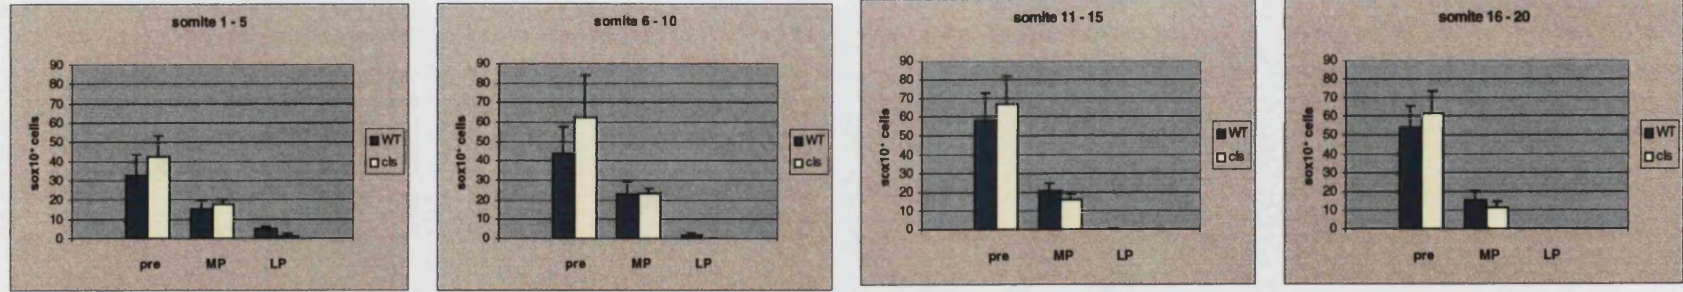 somite 1 - 5
90
80
70
60
50
40
30
20
10
0
sox10⁺ cells
pre MP LP
WT
cls
somite 6 - 10
90
80
70
60
50
40
30
20
10
0
sox10⁺ cells
pre MP LP
WT
cls
somite 11 - 15
90
80
70
60
50
40
30
20
10
0
sox10⁺ cells
pre MP LP
WT
cls
somite 16 - 20
90
80
70
60
50
40
30
20
10
0
sox10⁺ cells
pre MP LP
WT
cls